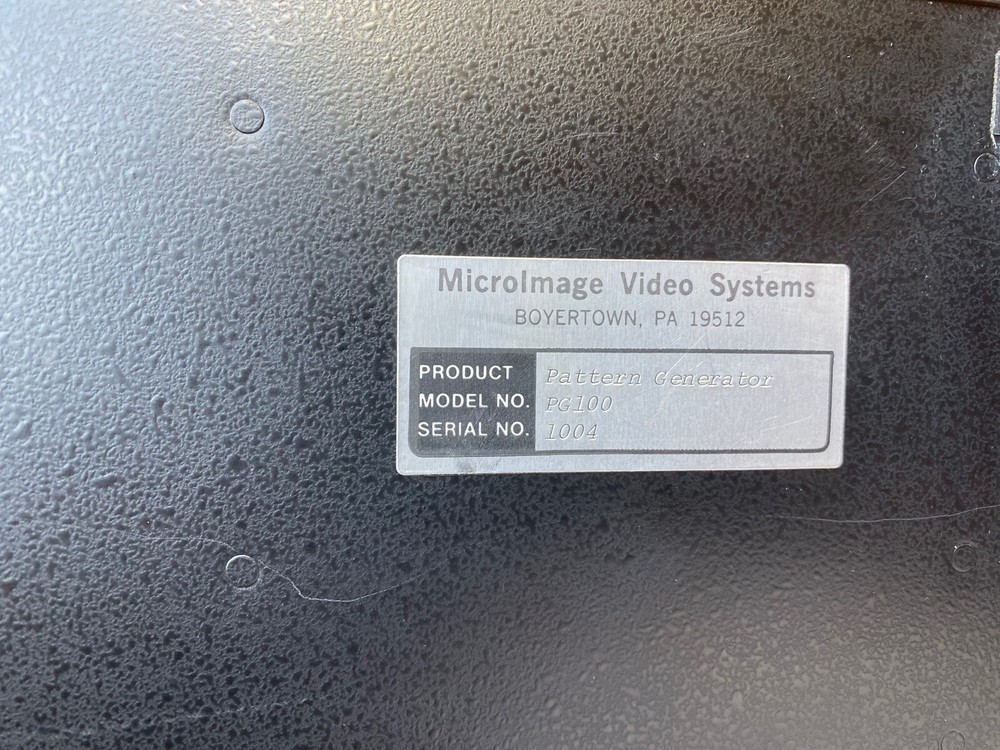 MicroImage Video Systems
BOYERTOWN, PA 19512
PRODUCT Pattern Generator
MODEL NO. PG100
SERIAL NO. 1004